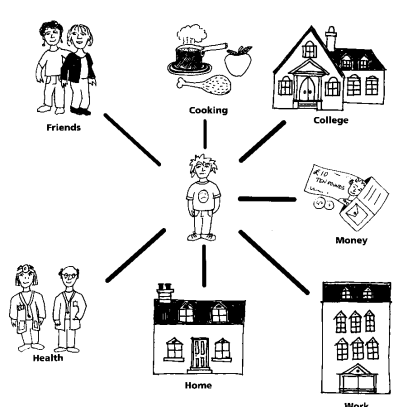 Friends
Cooking
College
£10
TEN POUNDS
Money
Health
Home
Work